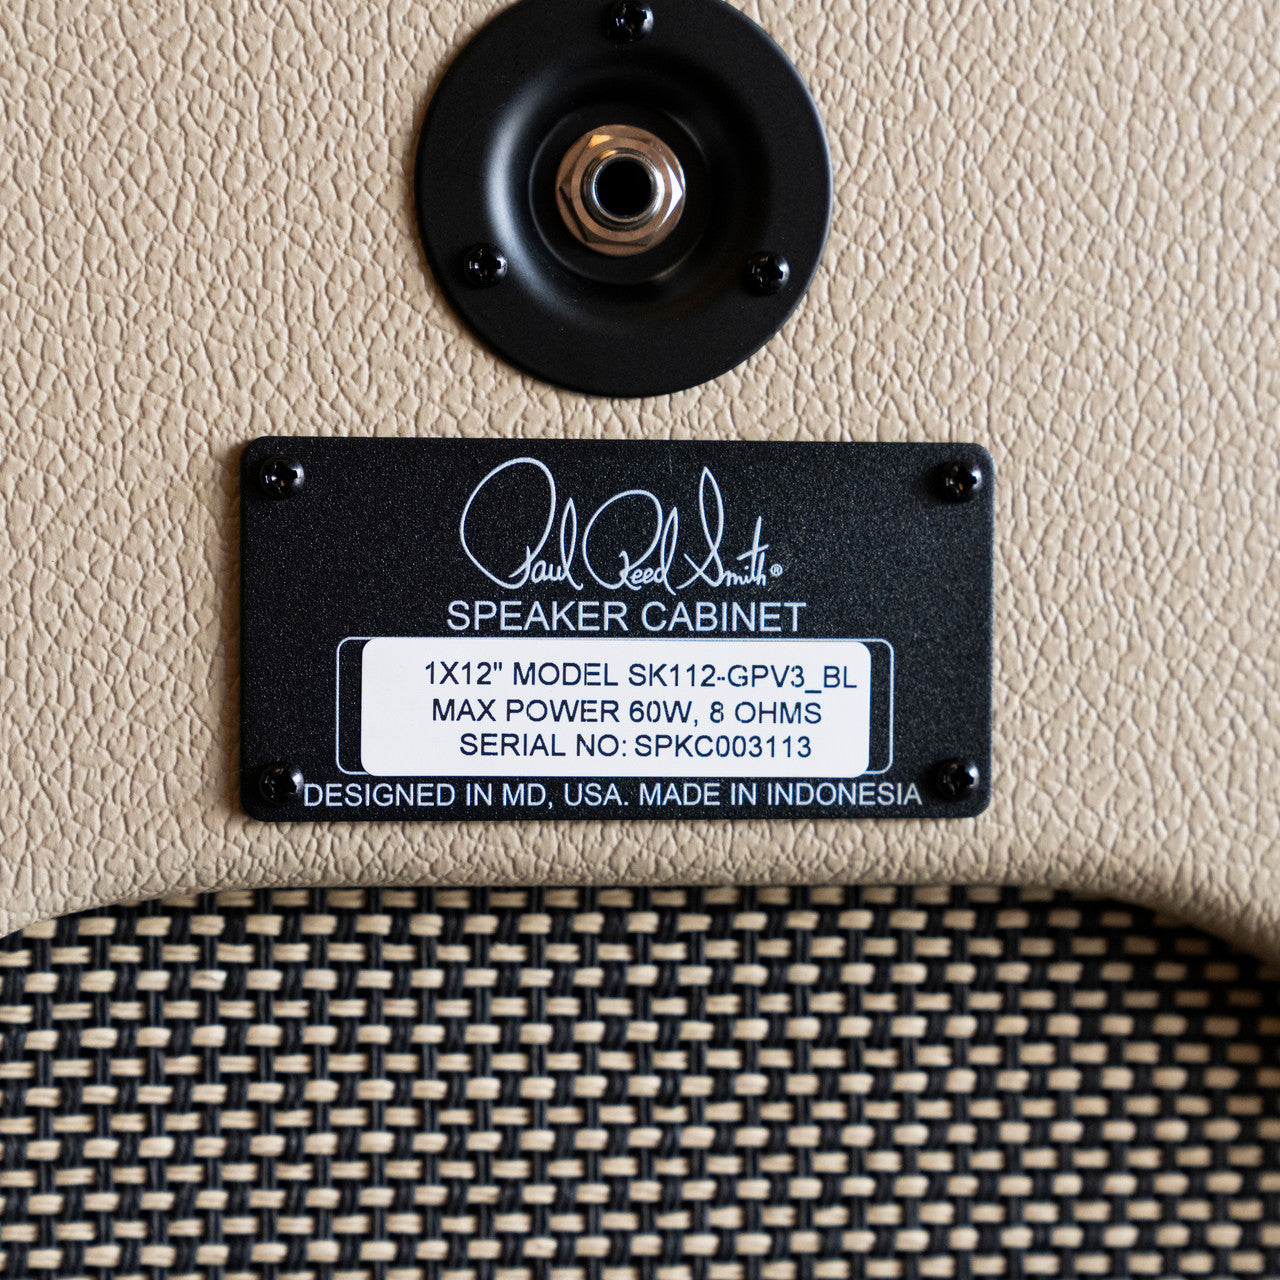 Paul Reed Smith®
SPEAKER CABINET
1X12" MODEL SK112-GPV3_BL
MAX POWER 60W, 8 OHMS
SERIAL NO: SPKC003113
DESIGNED IN MD, USA. MADE IN INDONESIA